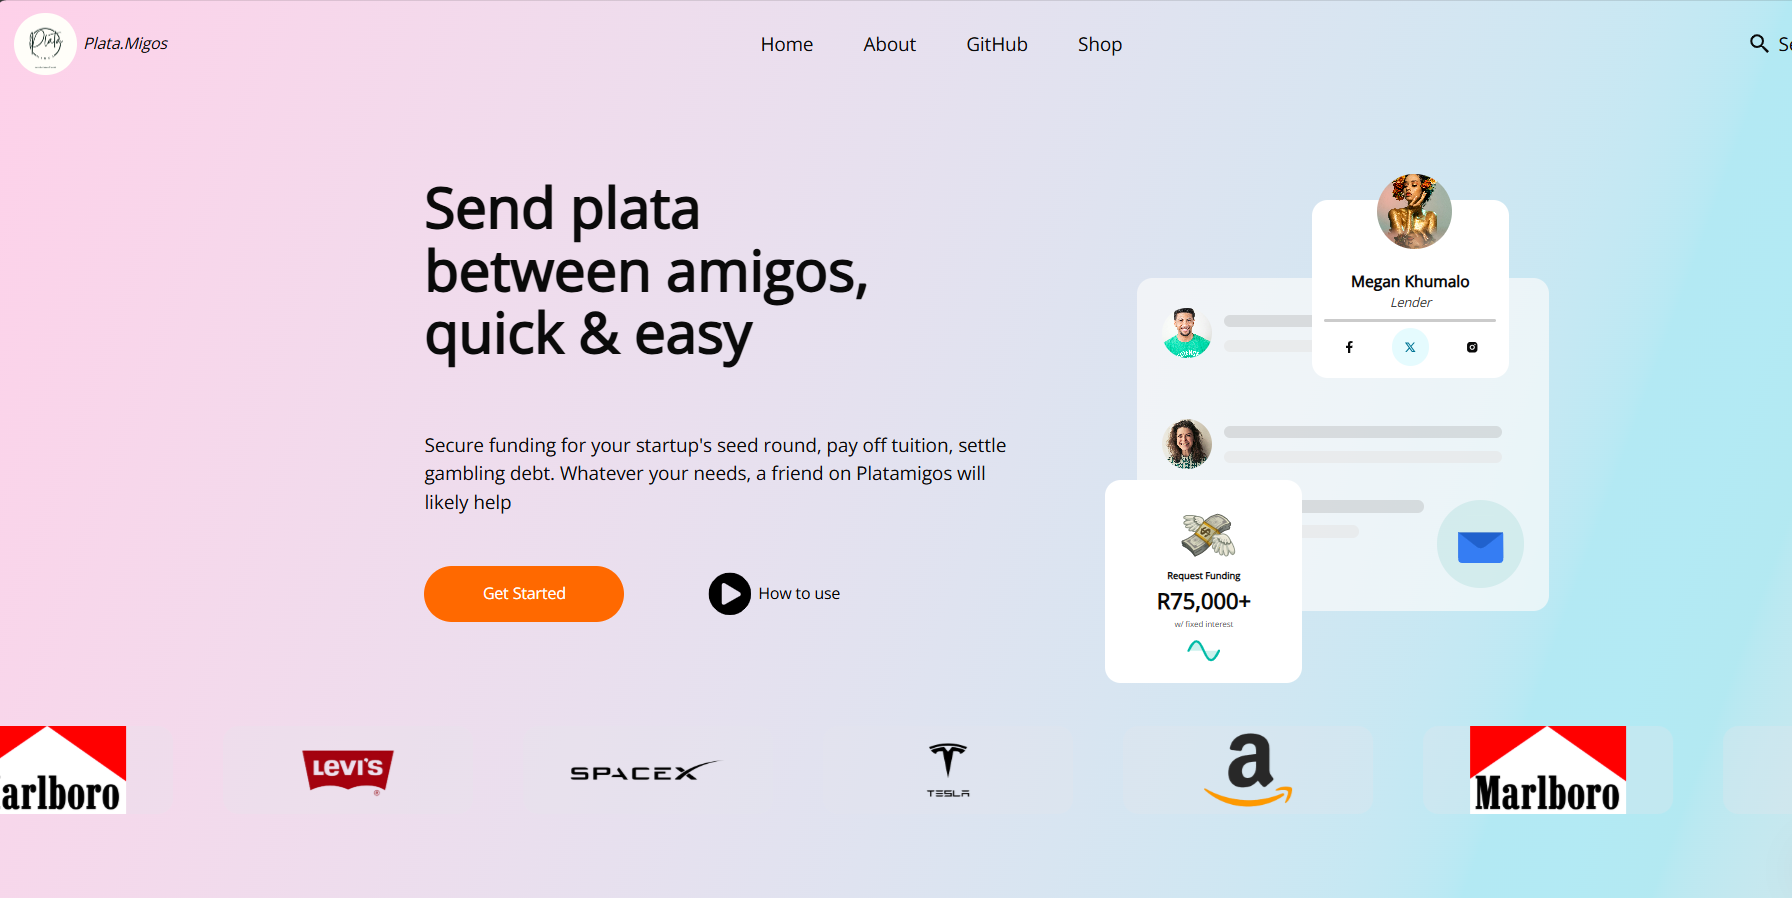 Plata
Plata.Migos
Home
About
GitHub
Shop
Se
Send plata
between amigos,
quick & easy
Secure funding for your startup's seed round, pay off tuition, settle
gambling debt. Whatever your needs, a friend on Platamigos will
likely help
Get Started
How to use
Megan Khumalo
Lender
Request Funding
R75,000+
w/ fixed interest
arlboro
LEVI'S
®
SPACEX
TESLA
a
Marlboro